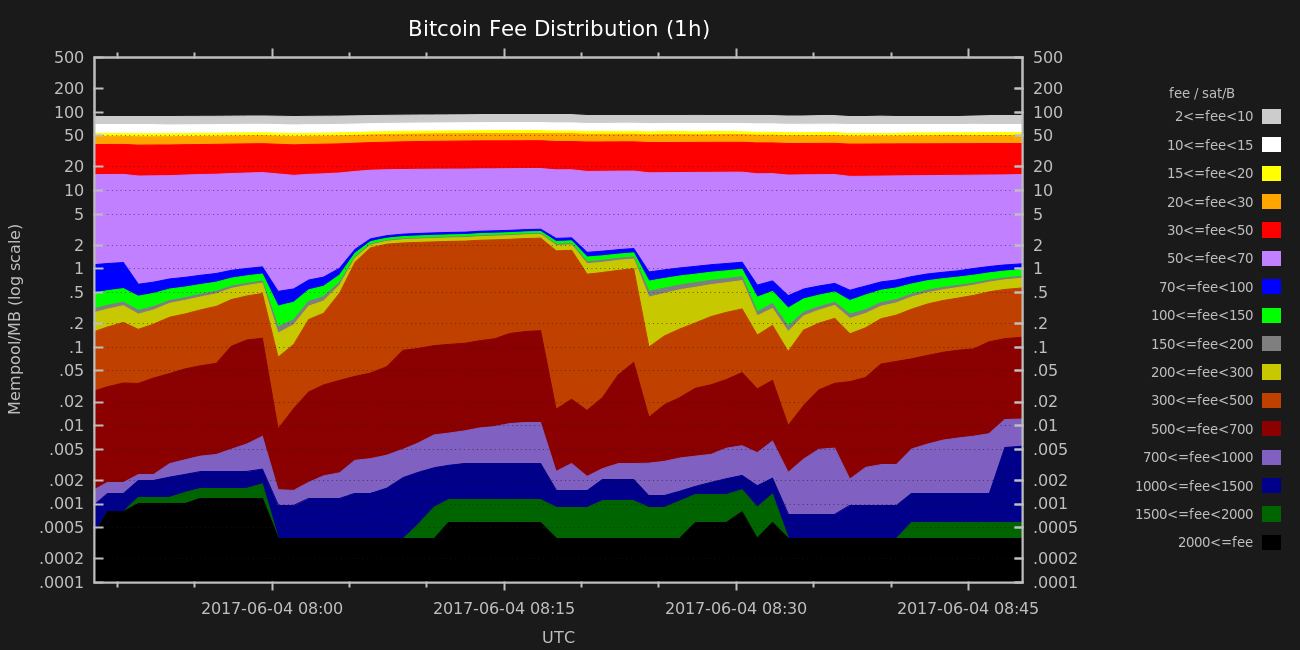 Bitcoin Fee Distribution (1h)
500
200
100
50
20
10
5
2
1
.5
.2
.1
.05
.02
.01
.005
.002
.001
.0005
.0002
.0001
Mempool/MB (log scale)
500
200
100
50
20
10
5
2
1
.5
.2
.1
.05
.02
.01
.005
.002
.001
.0005
.0002
.0001
2017-06-04 08:00
2017-06-04 08:15
2017-06-04 08:30
2017-06-04 08:45
UTC
fee / sat/B
2<=fee<10
10<=fee<15
15<=fee<20
20<=fee<30
30<=fee<50
50<=fee<70
70<=fee<100
100<=fee<150
150<=fee<200
200<=fee<300
300<=fee<500
500<=fee<700
700<=fee<1000
1000<=fee<1500
1500<=fee<2000
2000<=fee